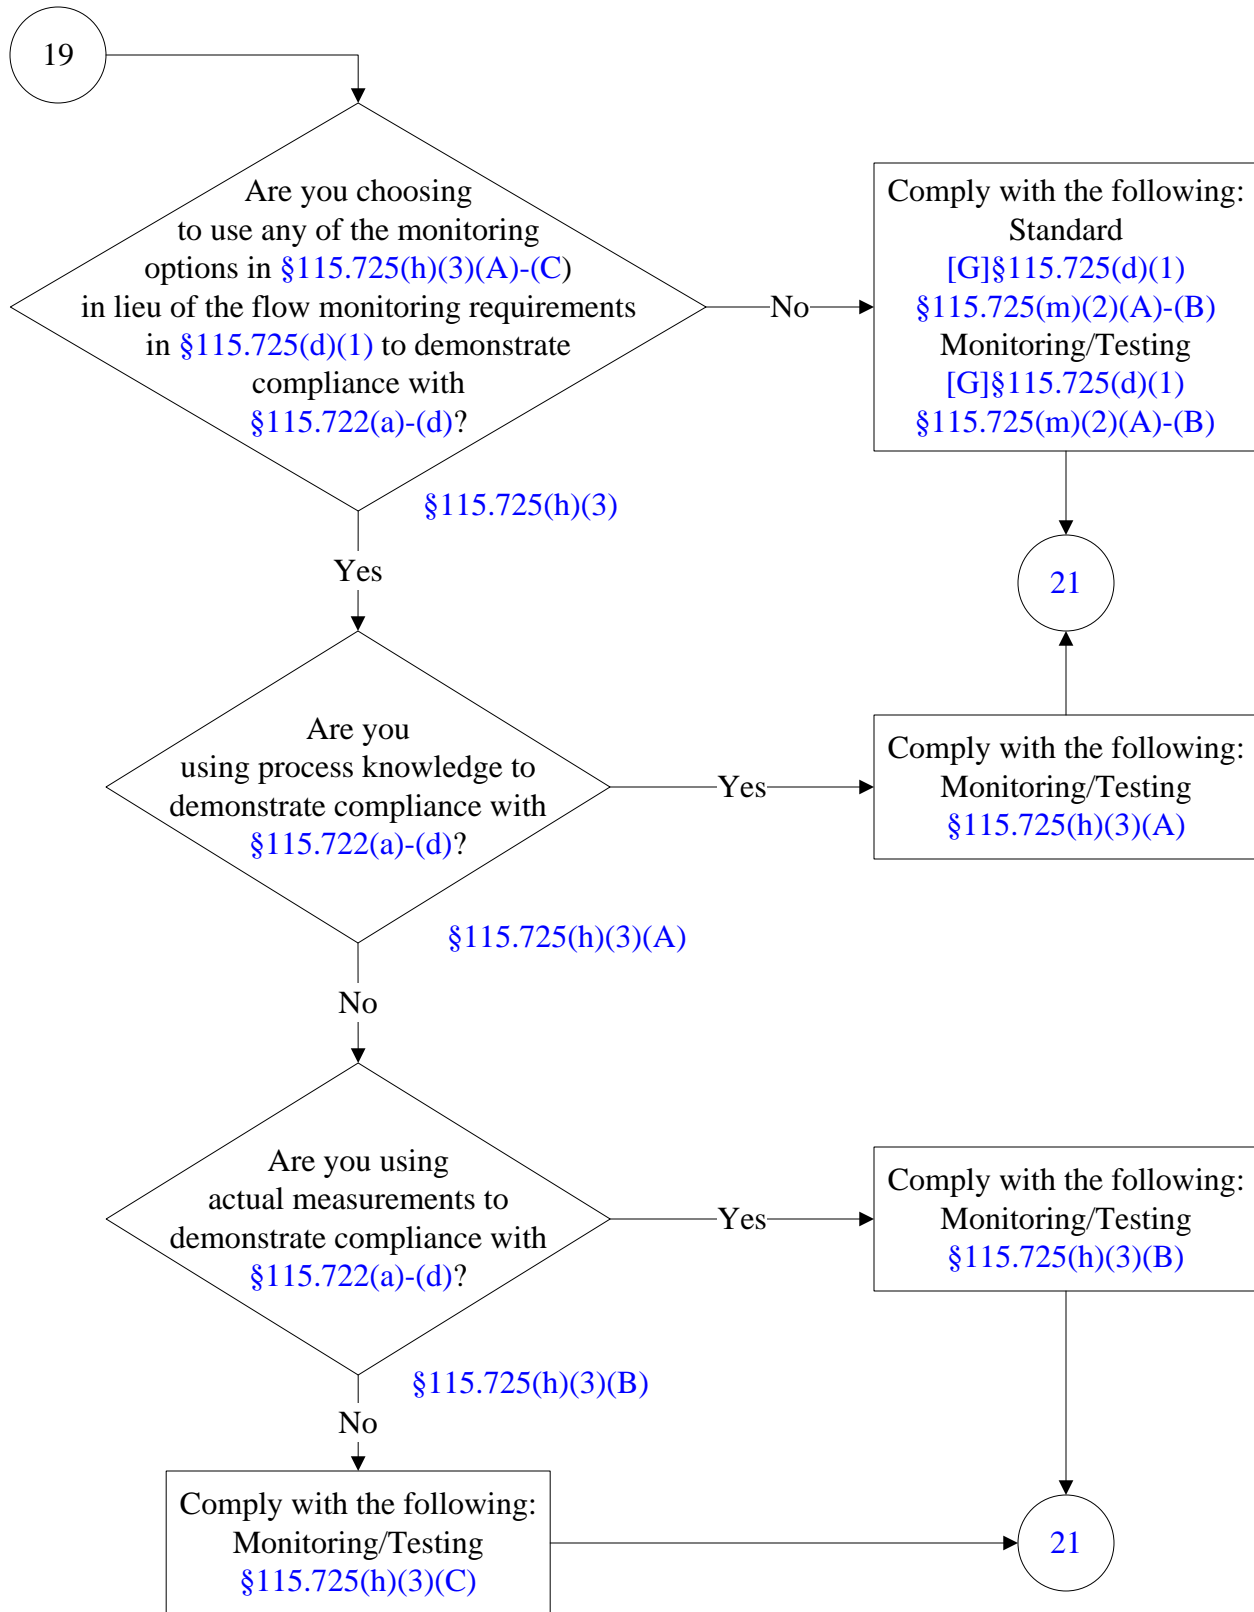 19
Are you choosing
to use any of the monitoring
options in §115.725(h)(3)(A)-(C)
in lieu of the flow monitoring requirements
in §115.725(d)(1) to demonstrate
compliance with
§115.722(a)-(d)?
No
Comply with the following:
Standard
[G]§115.725(d)(1)
§115.725(m)(2)(A)-(B)
Monitoring/Testing
[G]§115.725(d)(1)
§115.725(m)(2)(A)-(B)
§115.725(h)(3)
Yes
21
Are you
using process knowledge to
demonstrate compliance with
§115.722(a)-(d)?
Yes
Comply with the following:
Monitoring/Testing
§115.725(h)(3)(A)
§115.725(h)(3)(A)
No
Are you using
actual measurements to
demonstrate compliance with
§115.722(a)-(d)?
Yes
Comply with the following:
Monitoring/Testing
§115.725(h)(3)(B)
§115.725(h)(3)(B)
No
Comply with the following:
Monitoring/Testing
§115.725(h)(3)(C)
21